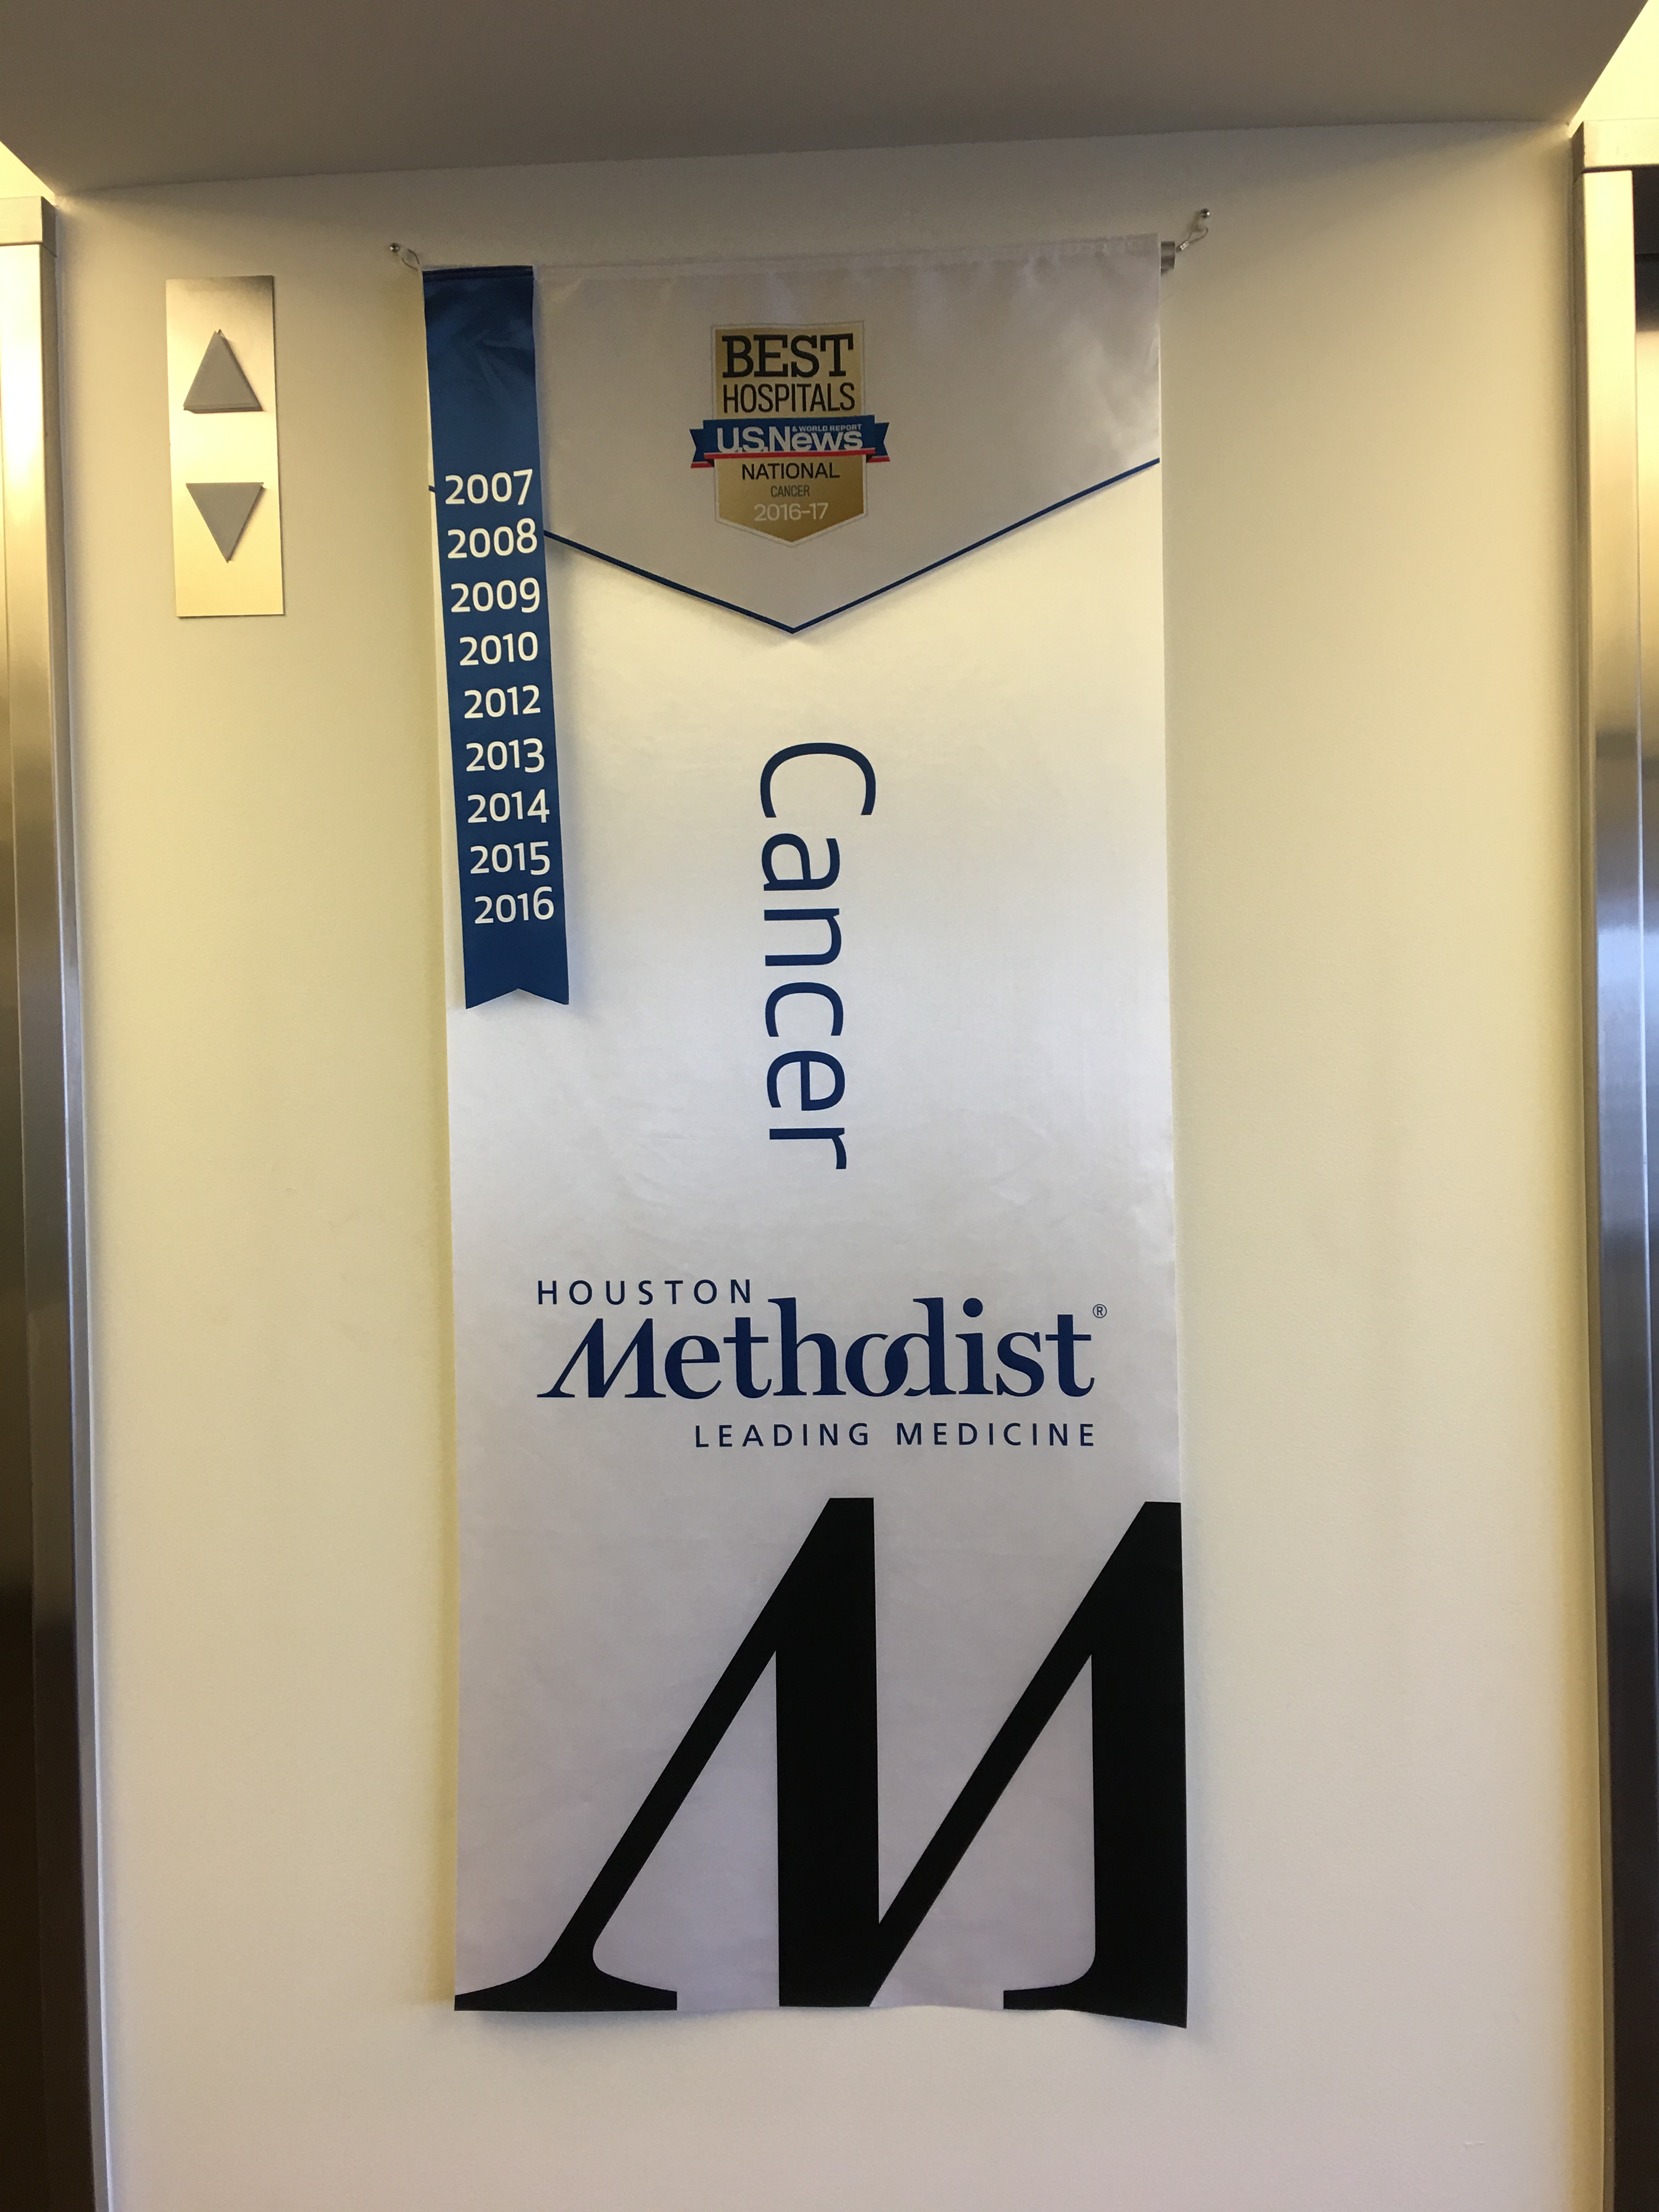 BEST
HOSPITALS
U.S.News & WORLD REPORT
NATIONAL
CANCER
2016-17
2007
2008
2009
2010
2012
2013
2014
2015
2016
Cancer
HOUSTON
Methodist®
LEADING MEDICINE
M